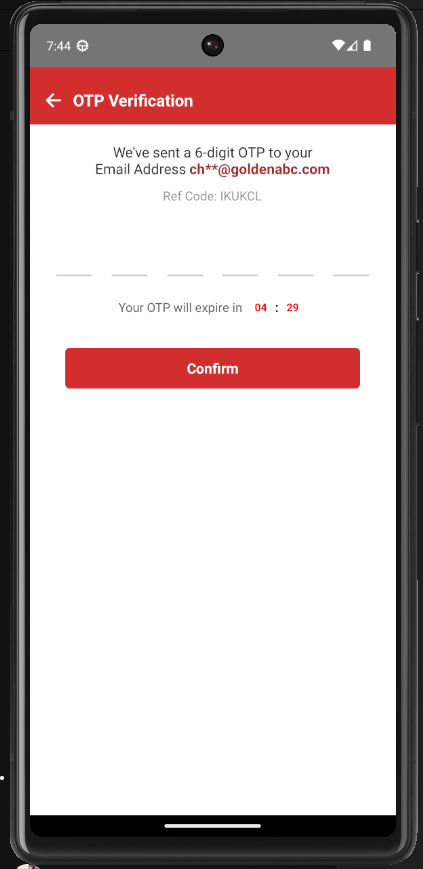 7:44
OTP Verification
We've sent a 6-digit OTP to your
Email Address ch**@goldenabc.com
Ref Code: IKUKCL
Your OTP will expire in 04 : 29
Confirm